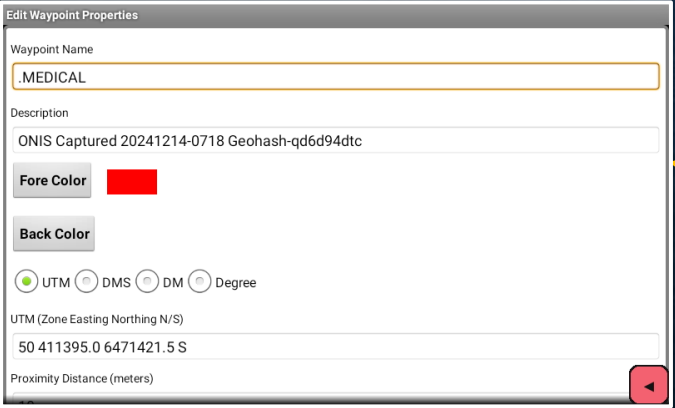 Edit Waypoint Properties
Waypoint Name
.MEDICAL
Description
ONIS Captured 20241214-0718 Geohash-qd6d94dtc
Fore Color
Back Color
UTM DMS DM Degree
UTM (Zone Easting Northing N/S)
50 411395.0 6471421.5 S
Proximity Distance (meters)